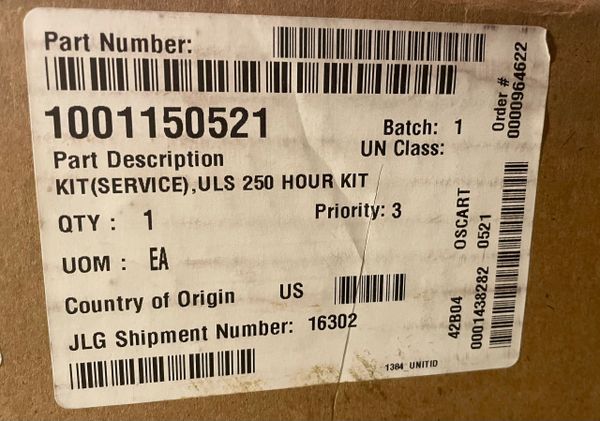 Part Number:
1001150521
Batch: 1
UN Class:
Part Description
KIT(SERVICE),ULS 250 HOUR KIT
QTY : 1
Priority: 3
UOM : EA
Country of Origin US
JLG Shipment Number: 16302
1384 UNITID
Order #
0000964622
42B04 OSCART
0001438282 0521